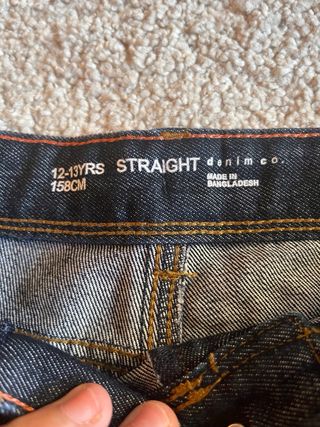 12-13YRS STRAIGHT denim co.
158CM MADE IN
BANGLADESH